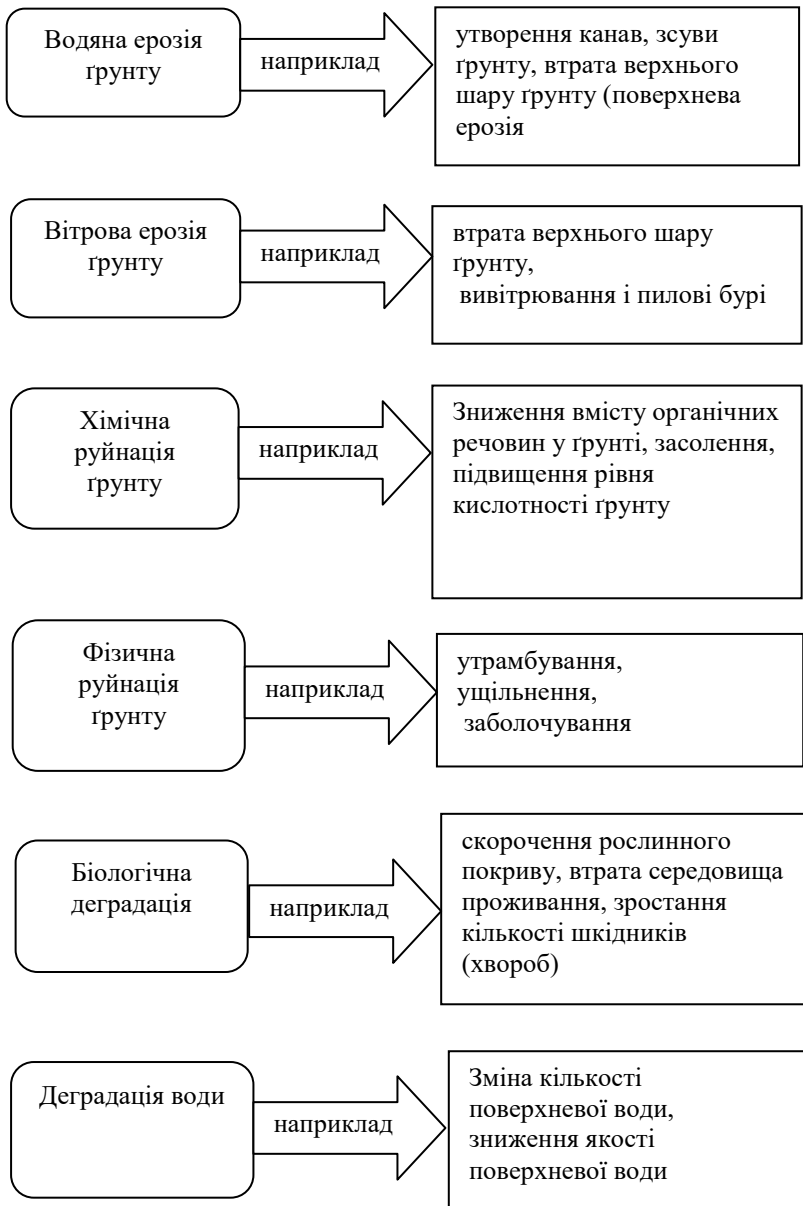 Водяна ерозія
ґрунту
наприклад
утворення канав, зсуви
ґрунту, втрата верхнього
шару ґрунту (поверхнева
ерозія
Вітрова ерозія
ґрунту
наприклад
втрата верхнього шару
ґрунту,
вивітрювання і пилові бурі
Хімічна
руйнація
ґрунту
наприклад
Зниження вмісту органічних
речовин у ґрунті, засолення,
підвищення рівня
кислотності ґрунту
Фізична
руйнація
ґрунту
наприклад
утрамбування,
ущільнення,
заболочування
Біологічна
деградація
наприклад
скорочення рослинного
покриву, втрата середовища
проживання, зростання
кількості шкідників
(хвороб)
Деградація води
наприклад
Зміна кількості
поверхневої води,
зниження якості
поверхневої води